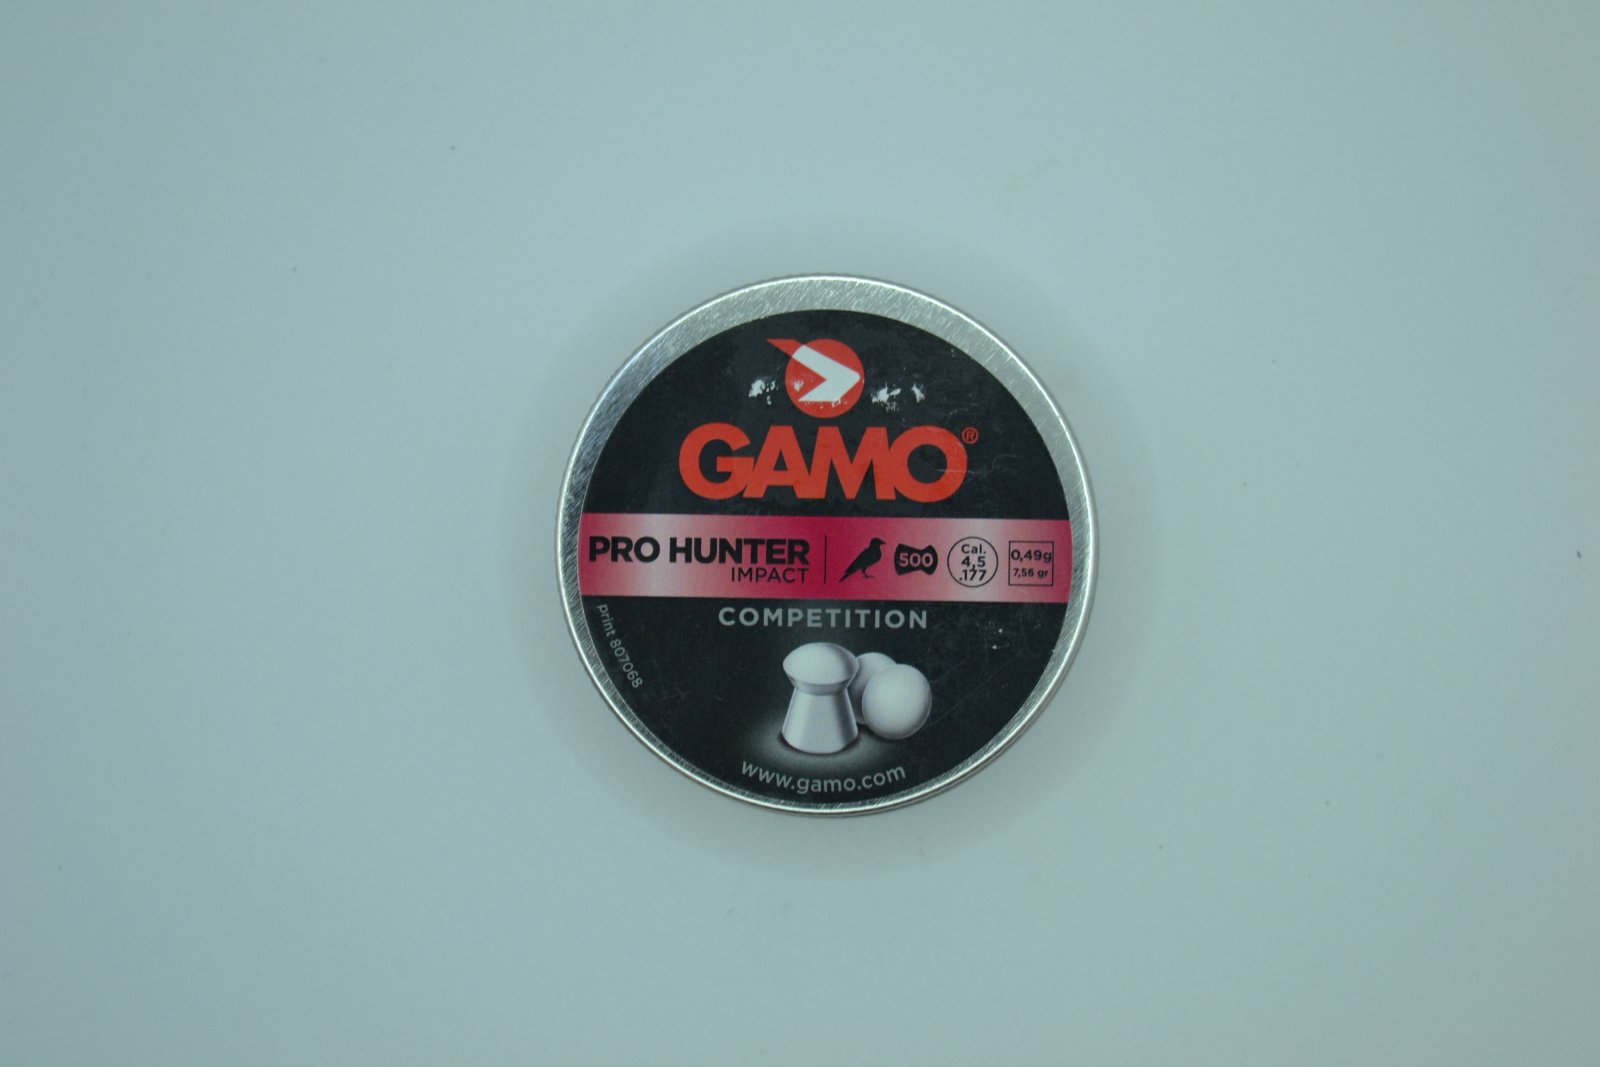 GAMO®
PRO HUNTER
IMPACT
500
Cal.
4,5
.177
0,49g
7,56 gr
COMPETITION
print 807068
www.gamo.com